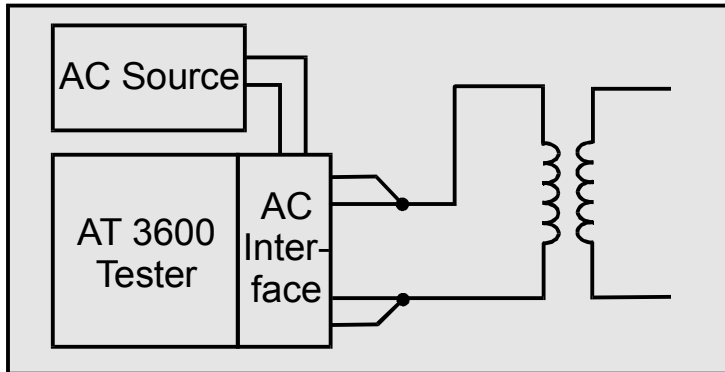 AC Source
AT 3600
Tester
AC
Inter-
face